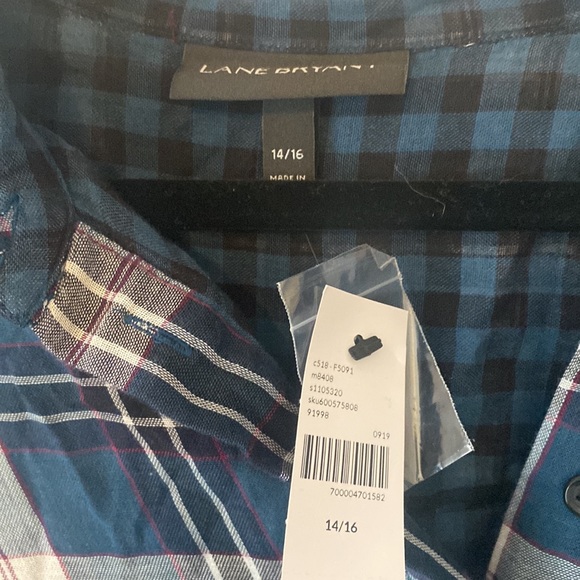 LANE BRYANT
14/16
MADE IN
c518-F5091
m8408
s1105320
sku600575808
91998
0919
700004701582
14/16